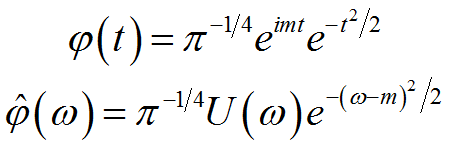 φ(t) = π^{-1/4} e^{imt} e^{-t^2/2}
φ̂(ω) = π^{-1/4} U(ω) e^{-(ω-m)^2/2}